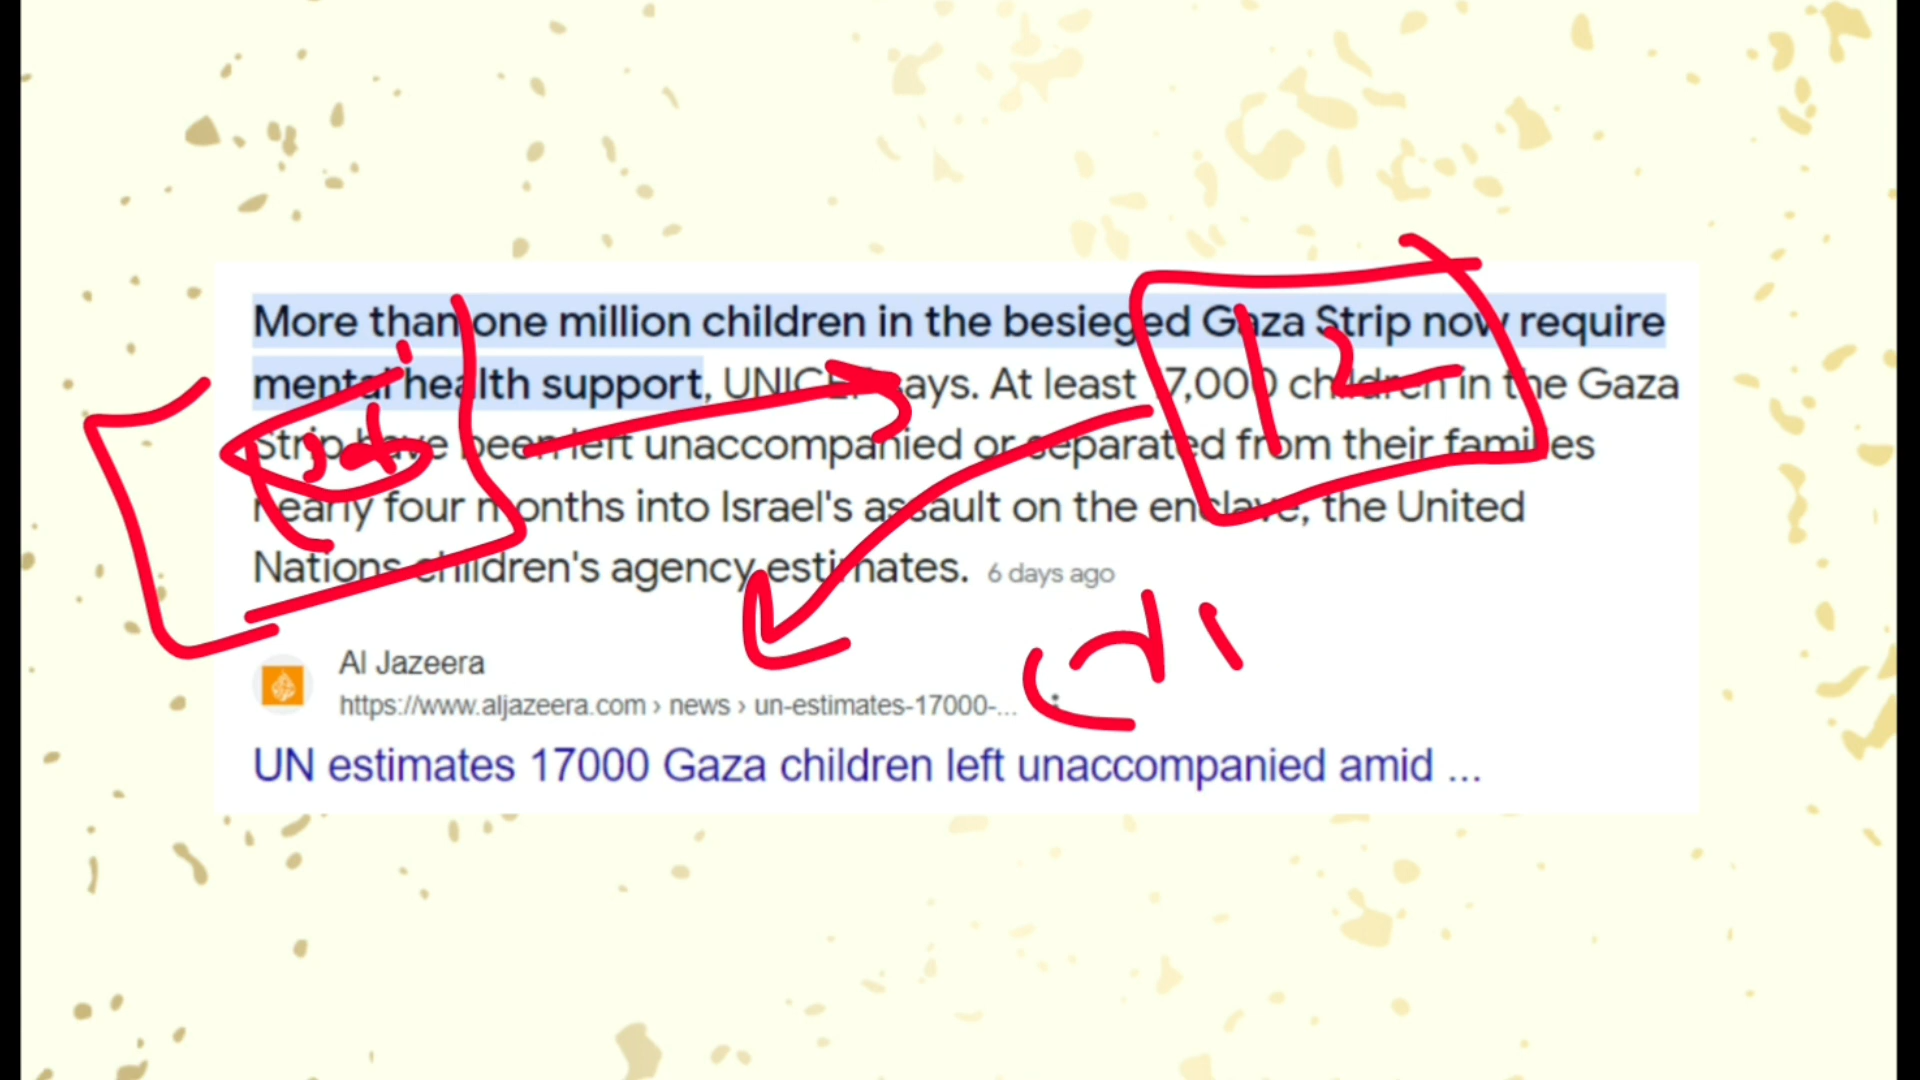 More than one million children in the besieged Gaza Strip now require
mental health support, UNICEF says. At least 17,000 children in the Gaza
Strip have been left unaccompanied or separated from their families
nearly four months into Israel's assault on the enclave, the United
Nations children's agency estimates. 6 days ago
Al Jazeera
https://www.aljazeera.com › news › un-estimates-17000-...
UN estimates 17000 Gaza children left unaccompanied amid ...
12